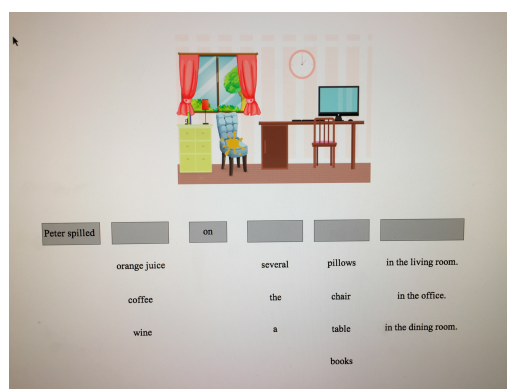 Peter spilled on
orange juice several pillows in the living room.
coffee the chair in the office.
wine a table in the dining room.
books